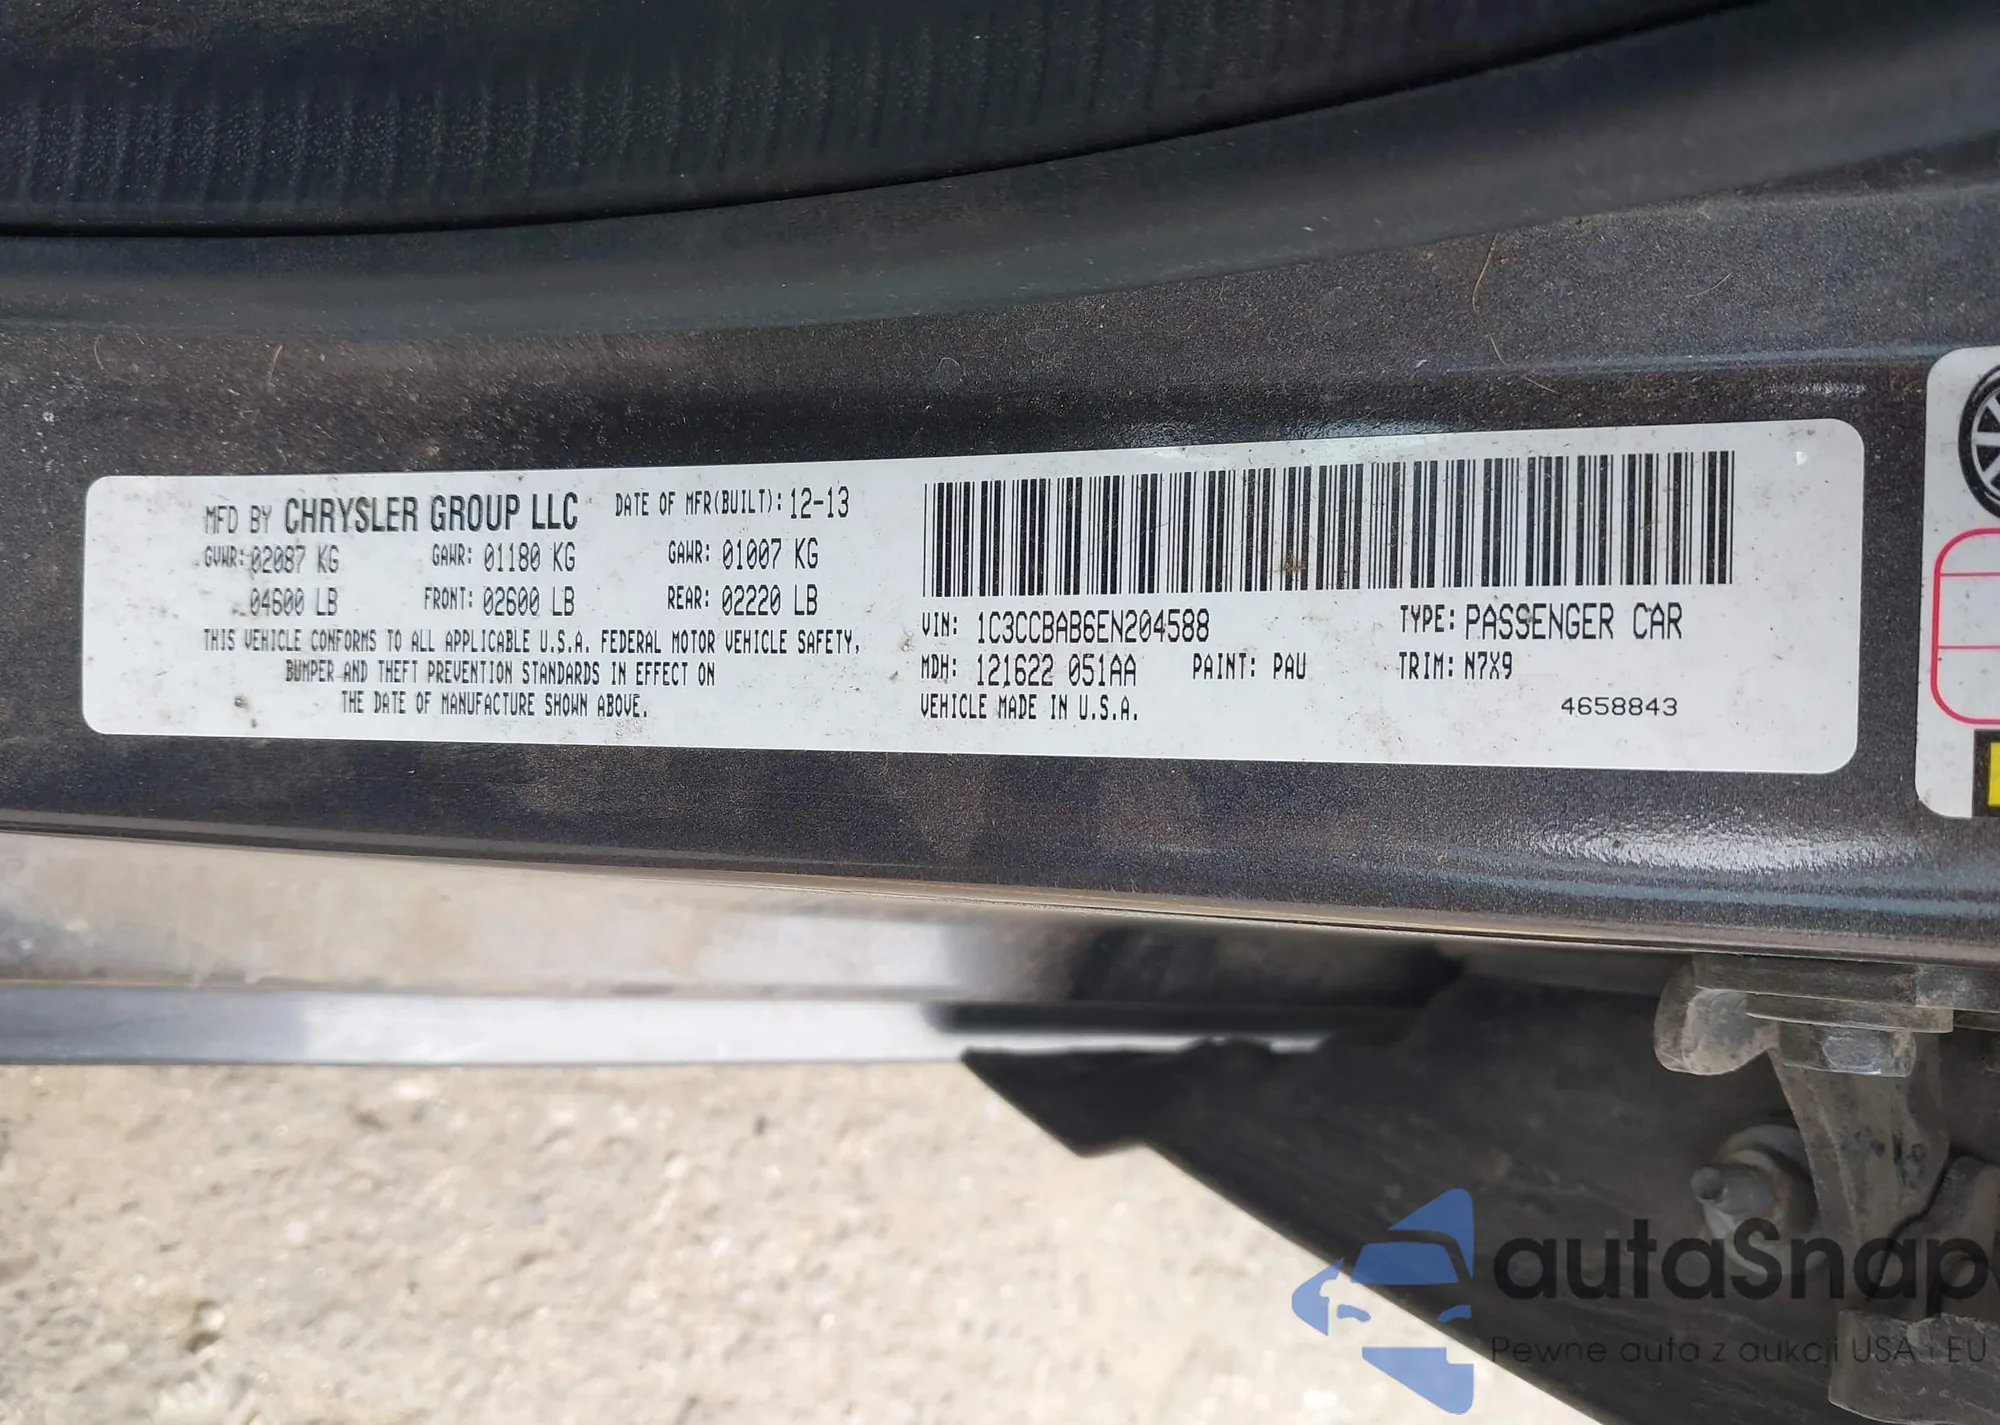 MFD BY CHRYSLER GROUP LLC DATE OF MFR(BUILT): 12-13
GVWR: 02087 KG GAWR: 01180 KG GAWR: 01007 KG
04600 LB FRONT: 02600 LB REAR: 02220 LB
THIS VEHICLE CONFORMS TO ALL APPLICABLE U.S.A. FEDERAL MOTOR VEHICLE SAFETY,
BUMPER AND THEFT PREVENTION STANDARDS IN EFFECT ON
THE DATE OF MANUFACTURE SHOWN ABOVE.
VIN: 1C3CCBAB6EN204588 TYPE: PASSENGER CAR
MDH: 121622 051AA PAINT: PAU TRIM: N7X9
VEHICLE MADE IN U.S.A. 4658843
autaSnap
Pewne auta z aukcji USA i EU